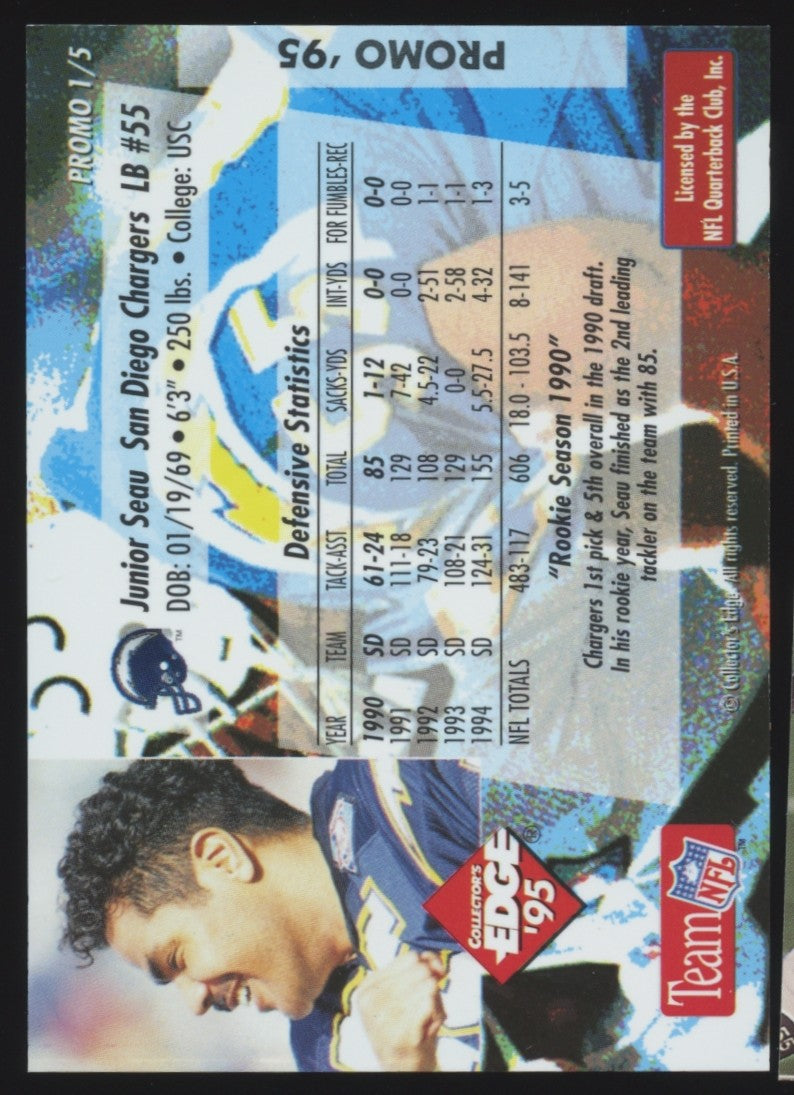 PROMO 1/5
PROMO '95
Junior Seau San Diego Chargers LB #55
DOB: 01/19/69 • 6'3" • 250 lbs. • College: USC
TM
Defensive Statistics
YEAR TEAM TACK-ASST TOTAL SACKS-YDS INT-YDS FOR FUMBLES-REC
1990 SD 61-24 85 1-12 0-0 0-0
1991 SD 111-18 129 7-42 0-0 0-0
1992 SD 79-23 108 4.5-22 2-51 1-1
1993 SD 108-21 129 0-0 2-58 1-1
1994 SD 124-31 155 5.5-27.5 4-32 1-3
NFL TOTALS 483-117 606 18.0 - 103.5 8-141 3-5
"Rookie Season 1990"
Chargers 1st pick & 5th overall in the 1990 draft.
In his rookie year, Seau finished as the 2nd leading
tackler on the team with 85.
COLLECTOR'S
EDGE ®
'95
Team NFL TM
Licensed by the
NFL Quarterback Club, Inc.
© Collector's Edge. All rights reserved. Printed in U.S.A.
55